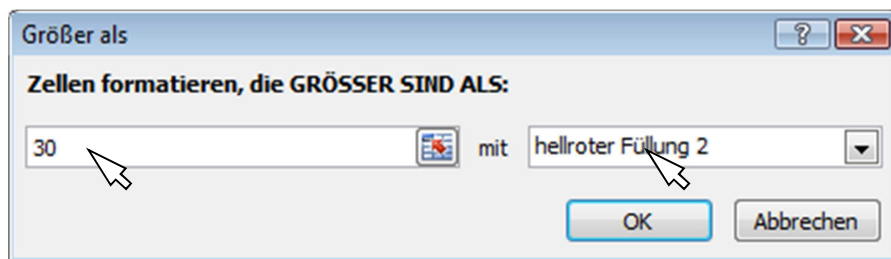 Größer als
Zellen formatieren, die GRÖSSER SIND ALS:
30 mit hellroter Füllung 2
OK Abbrechen